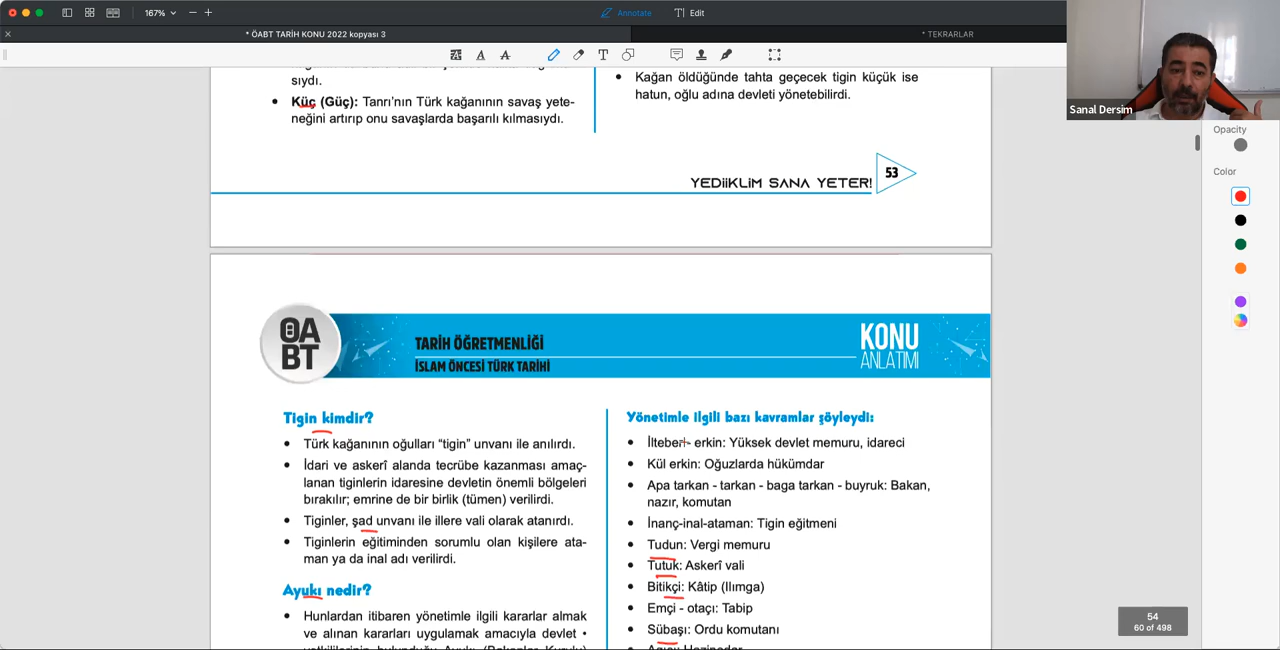 167%
Annotate
Edit
* ÖABT TARİH KONU 2022 kopyası 3
* TEKRARLAR
Sanal Dersim
Opacity
Color
sıydı.
• Küç (Güç): Tanrı'nın Türk kağanının savaş yete-
neğini artırıp onu savaşlarda başarılı kılmasıydı.
• Kağan öldüğünde tahta geçecek tigin küçük ise
hatun, oğlu adına devleti yönetebilirdi.
YEDİİKLİM SANA YETER!
53
ÖABT
TARİH ÖĞRETMENLİĞİ
İSLAM ÖNCESİ TÜRK TARİHİ
KONU
ANLATIMI
Tigin kimdir?
• Türk kağanının oğulları "tigin" unvanı ile anılırdı.
• İdari ve askerî alanda tecrübe kazanması amaç-
lanan tiginlerin idaresine devletin önemli bölgeleri
bırakılır; emrine de bir birlik (tümen) verilirdi.
• Tiginler, şad unvanı ile illere vali olarak atanırdı.
• Tiginlerin eğitiminden sorumlu olan kişilere ata-
man ya da inal adı verilirdi.
Ayukı nedir?
• Hunlardan itibaren yönetimle ilgili kararlar almak
ve alınan kararları uygulamak amacıyla devlet •
Yönetimle ilgili bazı kavramlar şöyleydi:
• İlteber - erkin: Yüksek devlet memuru, idareci
• Kül erkin: Oğuzlarda hükümdar
• Apa tarkan - tarkan - baga tarkan - buyruk: Bakan,
nazır, komutan
• İnanç-inal-ataman: Tigin eğitmeni
• Tudun: Vergi memuru
• Tutuk: Askerî vali
• Bitikçi: Kâtip (Ilımga)
• Emçi - otaçı: Tabip
• Sübaşı: Ordu komutanı
54
60 of 498